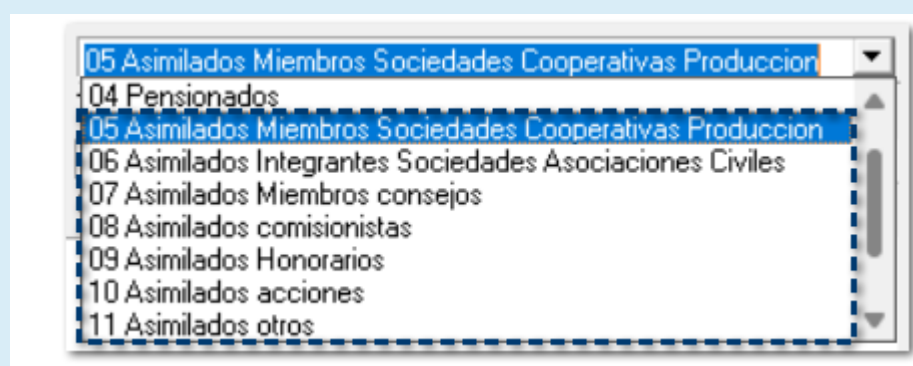 05 Asimilados Miembros Sociedades Cooperativas Produccion
04 Pensionados
05 Asimilados Miembros Sociedades Cooperativas Produccion
06 Asimilados Integrantes Sociedades Asociaciones Civiles
07 Asimilados Miembros consejos
08 Asimilados comisionistas
09 Asimilados Honorarios
10 Asimilados acciones
11 Asimilados otros